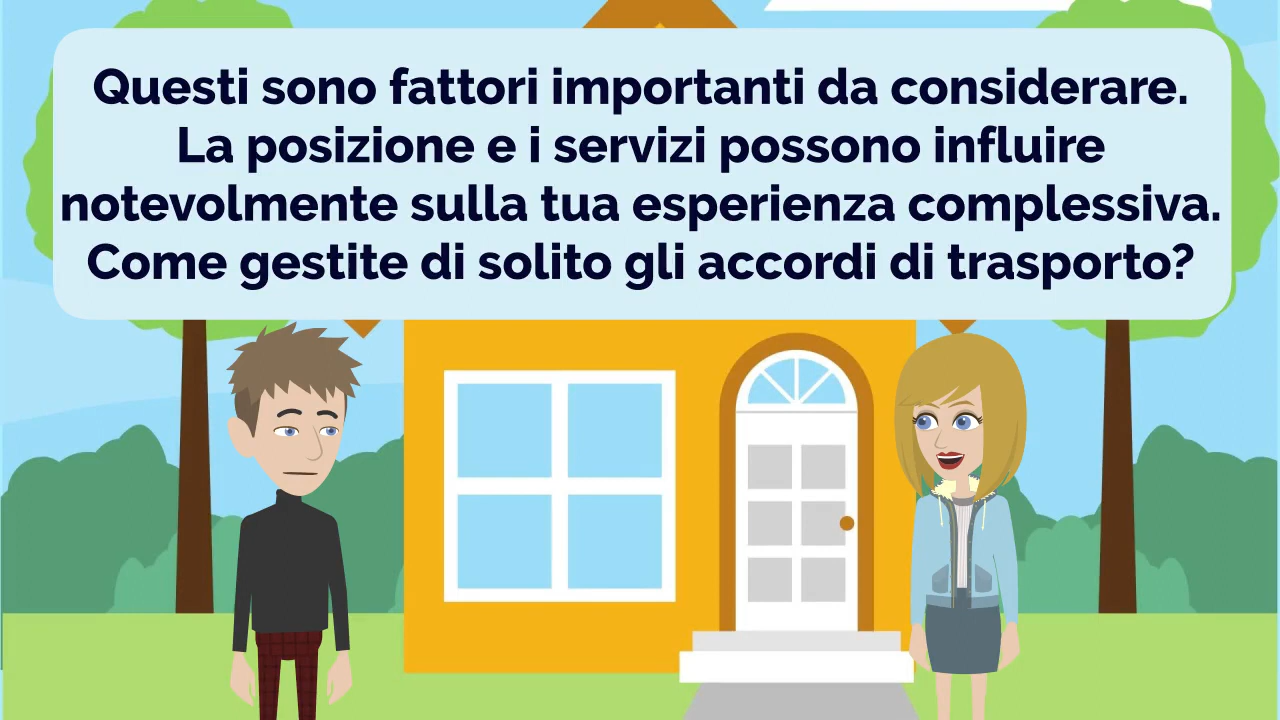 Questi sono fattori importanti da considerare.
La posizione e i servizi possono influire
notevolmente sulla tua esperienza complessiva.
Come gestite di solito gli accordi di trasporto?